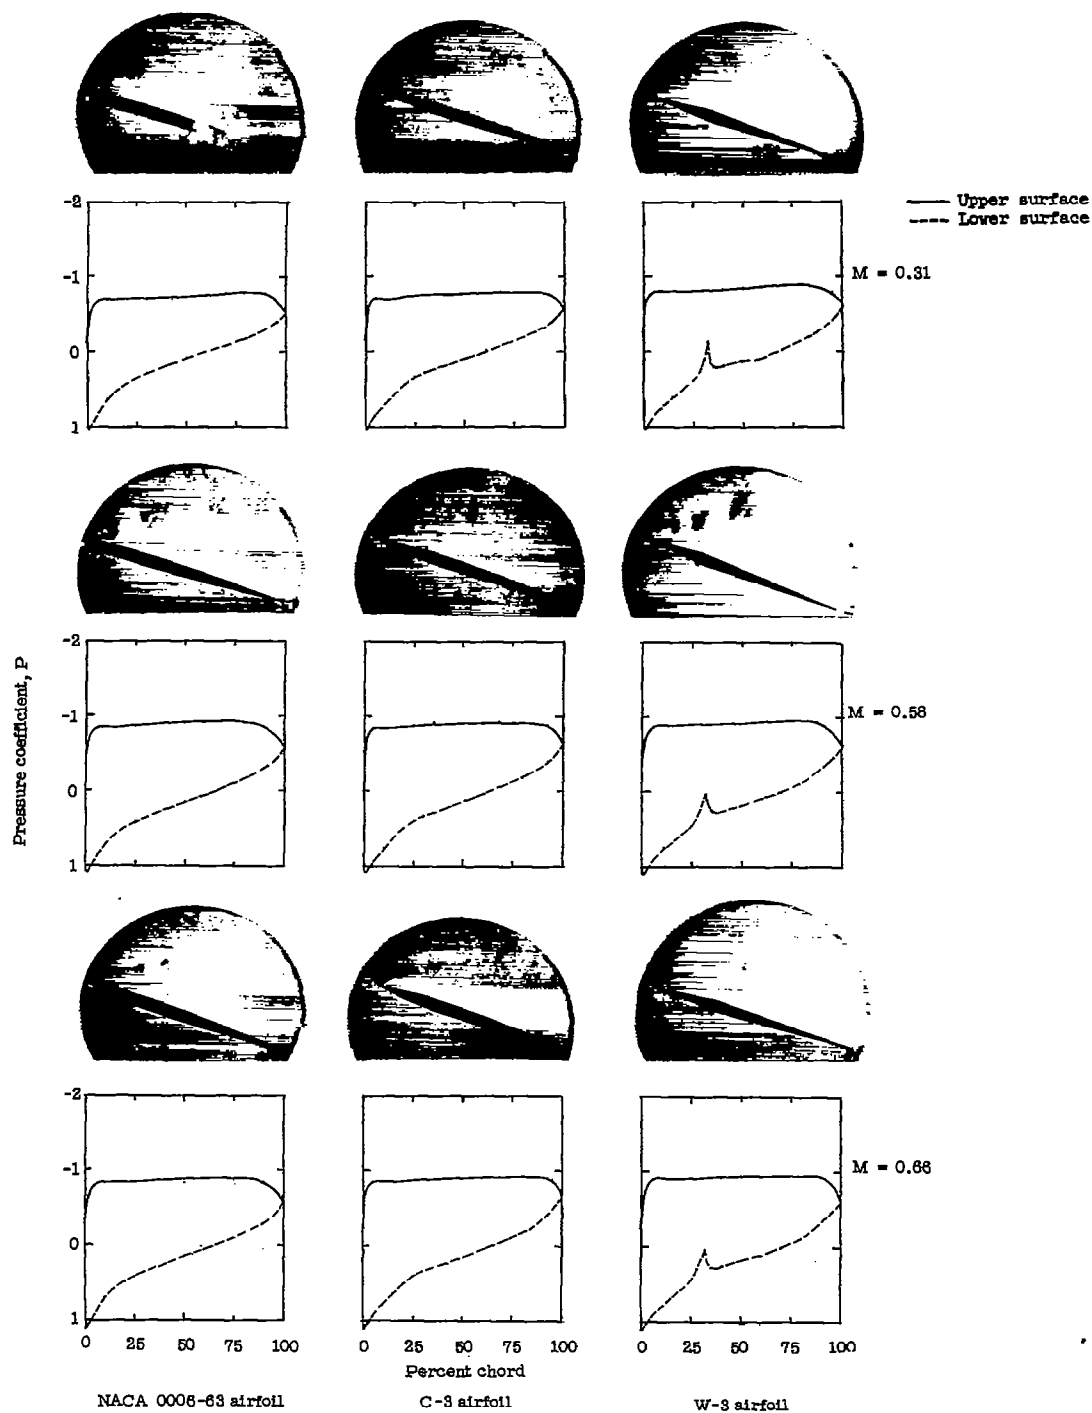 -2
-1
0
1
Upper surface
Lower surface
M = 0.31
Pressure coefficient, P
-2
-1
0
1
M = 0.56
-2
-1
0
1
M = 0.66
0 25 50 75 100
0 25 50 75 100
0 25 50 75 100
Percent chord
NACA 0006-63 airfoil
C-3 airfoil
W-3 airfoil